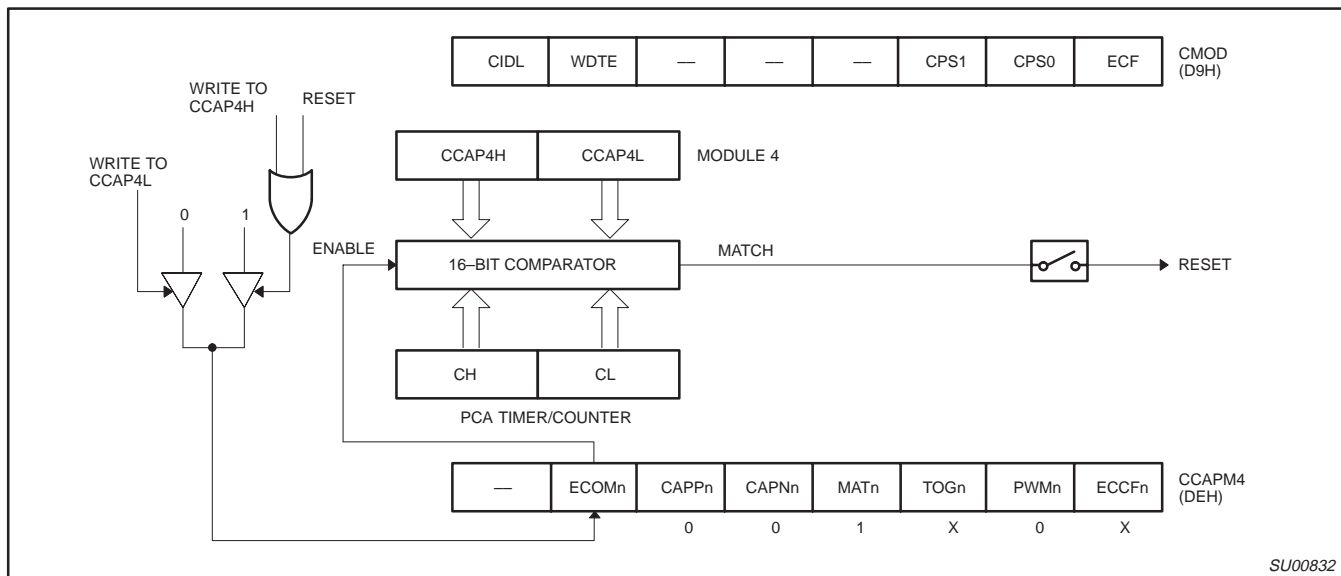 CIDL WDTE — — — CPS1 CPS0 ECF
CMOD
(D9H)
WRITE TO
CCAP4H
RESET
CCAP4H CCAP4L
MODULE 4
WRITE TO
CCAP4L
0 1
ENABLE
16–BIT COMPARATOR
MATCH
RESET
CH CL
PCA TIMER/COUNTER
— ECOMn CAPPn CAPNn MATn TOGn PWMn ECCFn
CCAPM4
(DEH)
0 0 1 X 0 X
SU00832